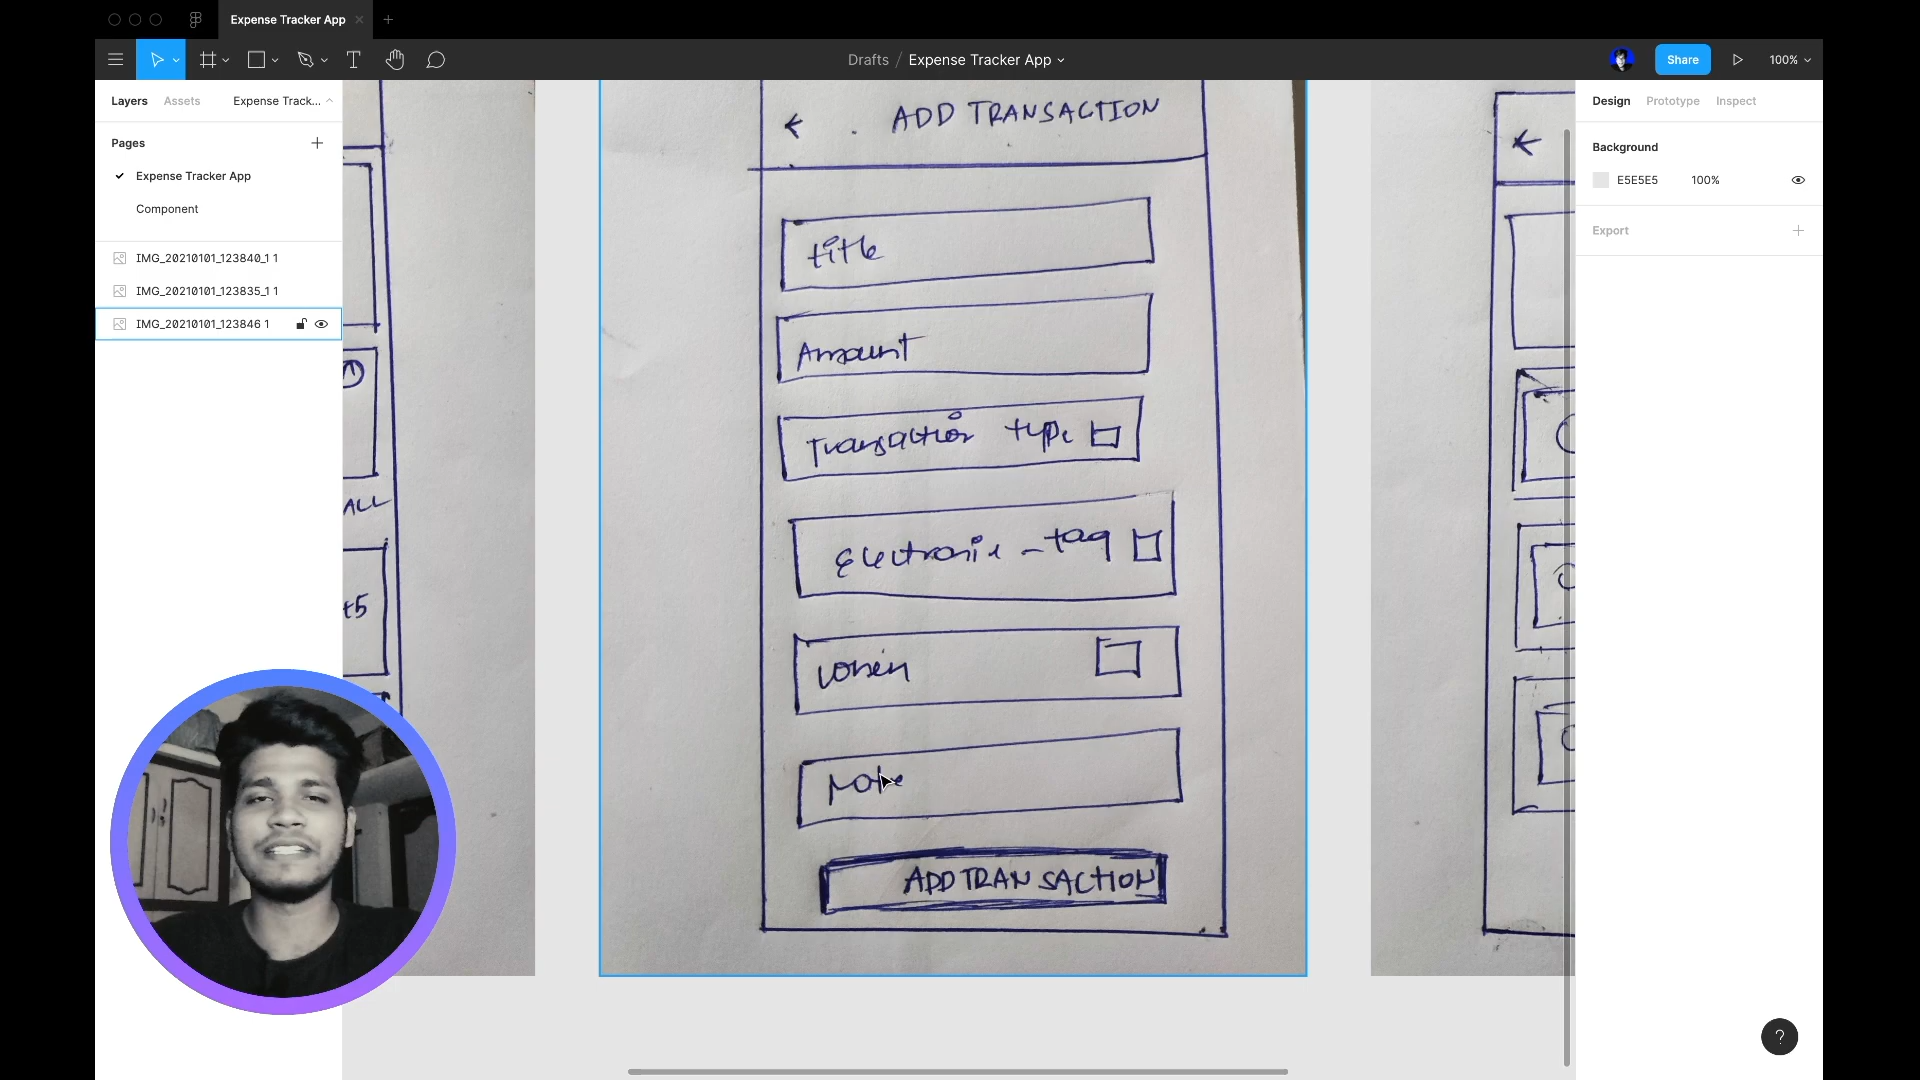 Expense Tracker App
Drafts / Expense Tracker App
Share
100%
Layers
Assets
Expense Track...
Pages
Expense Tracker App
Component
IMG_20210101_123840_1 1
IMG_20210101_123835_1 1
IMG_20210101_123846 1
ALL
ADD TRANSACTION
title
Amount
Transaction type
tag
Note
ADD TRANSACTION
Design
Prototype
Inspect
Background
E5E5E5
100%
Export
?